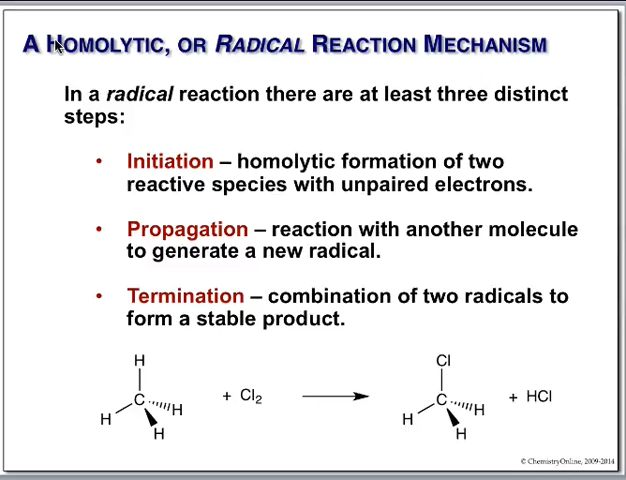 A HOMOLYTIC, OR RADICAL REACTION MECHANISM
In a radical reaction there are at least three distinct
steps:
• Initiation – homolytic formation of two
reactive species with unpaired electrons.
• Propagation – reaction with another molecule
to generate a new radical.
• Termination – combination of two radicals to
form a stable product.
H Cl
C H + Cl₂ C H + HCl
H H
H H
© ChemistryOnline, 2009-2014